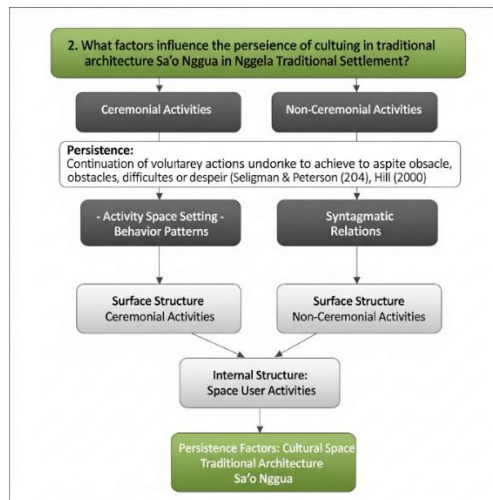 2. What factors influence the perseience of cultuing in traditional
architecture Sa'o Nggua in Nggela Traditional Settlement?
Ceremonial Activities
Non-Ceremonial Activities
Persistence:
Continuation of voluntarey actions undonke to achieve to aspite obsacle,
obstacles, difficultes or despeir (Seligman & Peterson (204), Hill (2000)
- Activity Space Setting -
Behavior Patterns
Syntagmatic
Relations
Surface Structure
Ceremonial Activities
Surface Structure
Non-Ceremonial Activities
Internal Structure:
Space User Activities
Persistence Factors: Cultural Space
Traditional Architecture
Sa'o Nggua